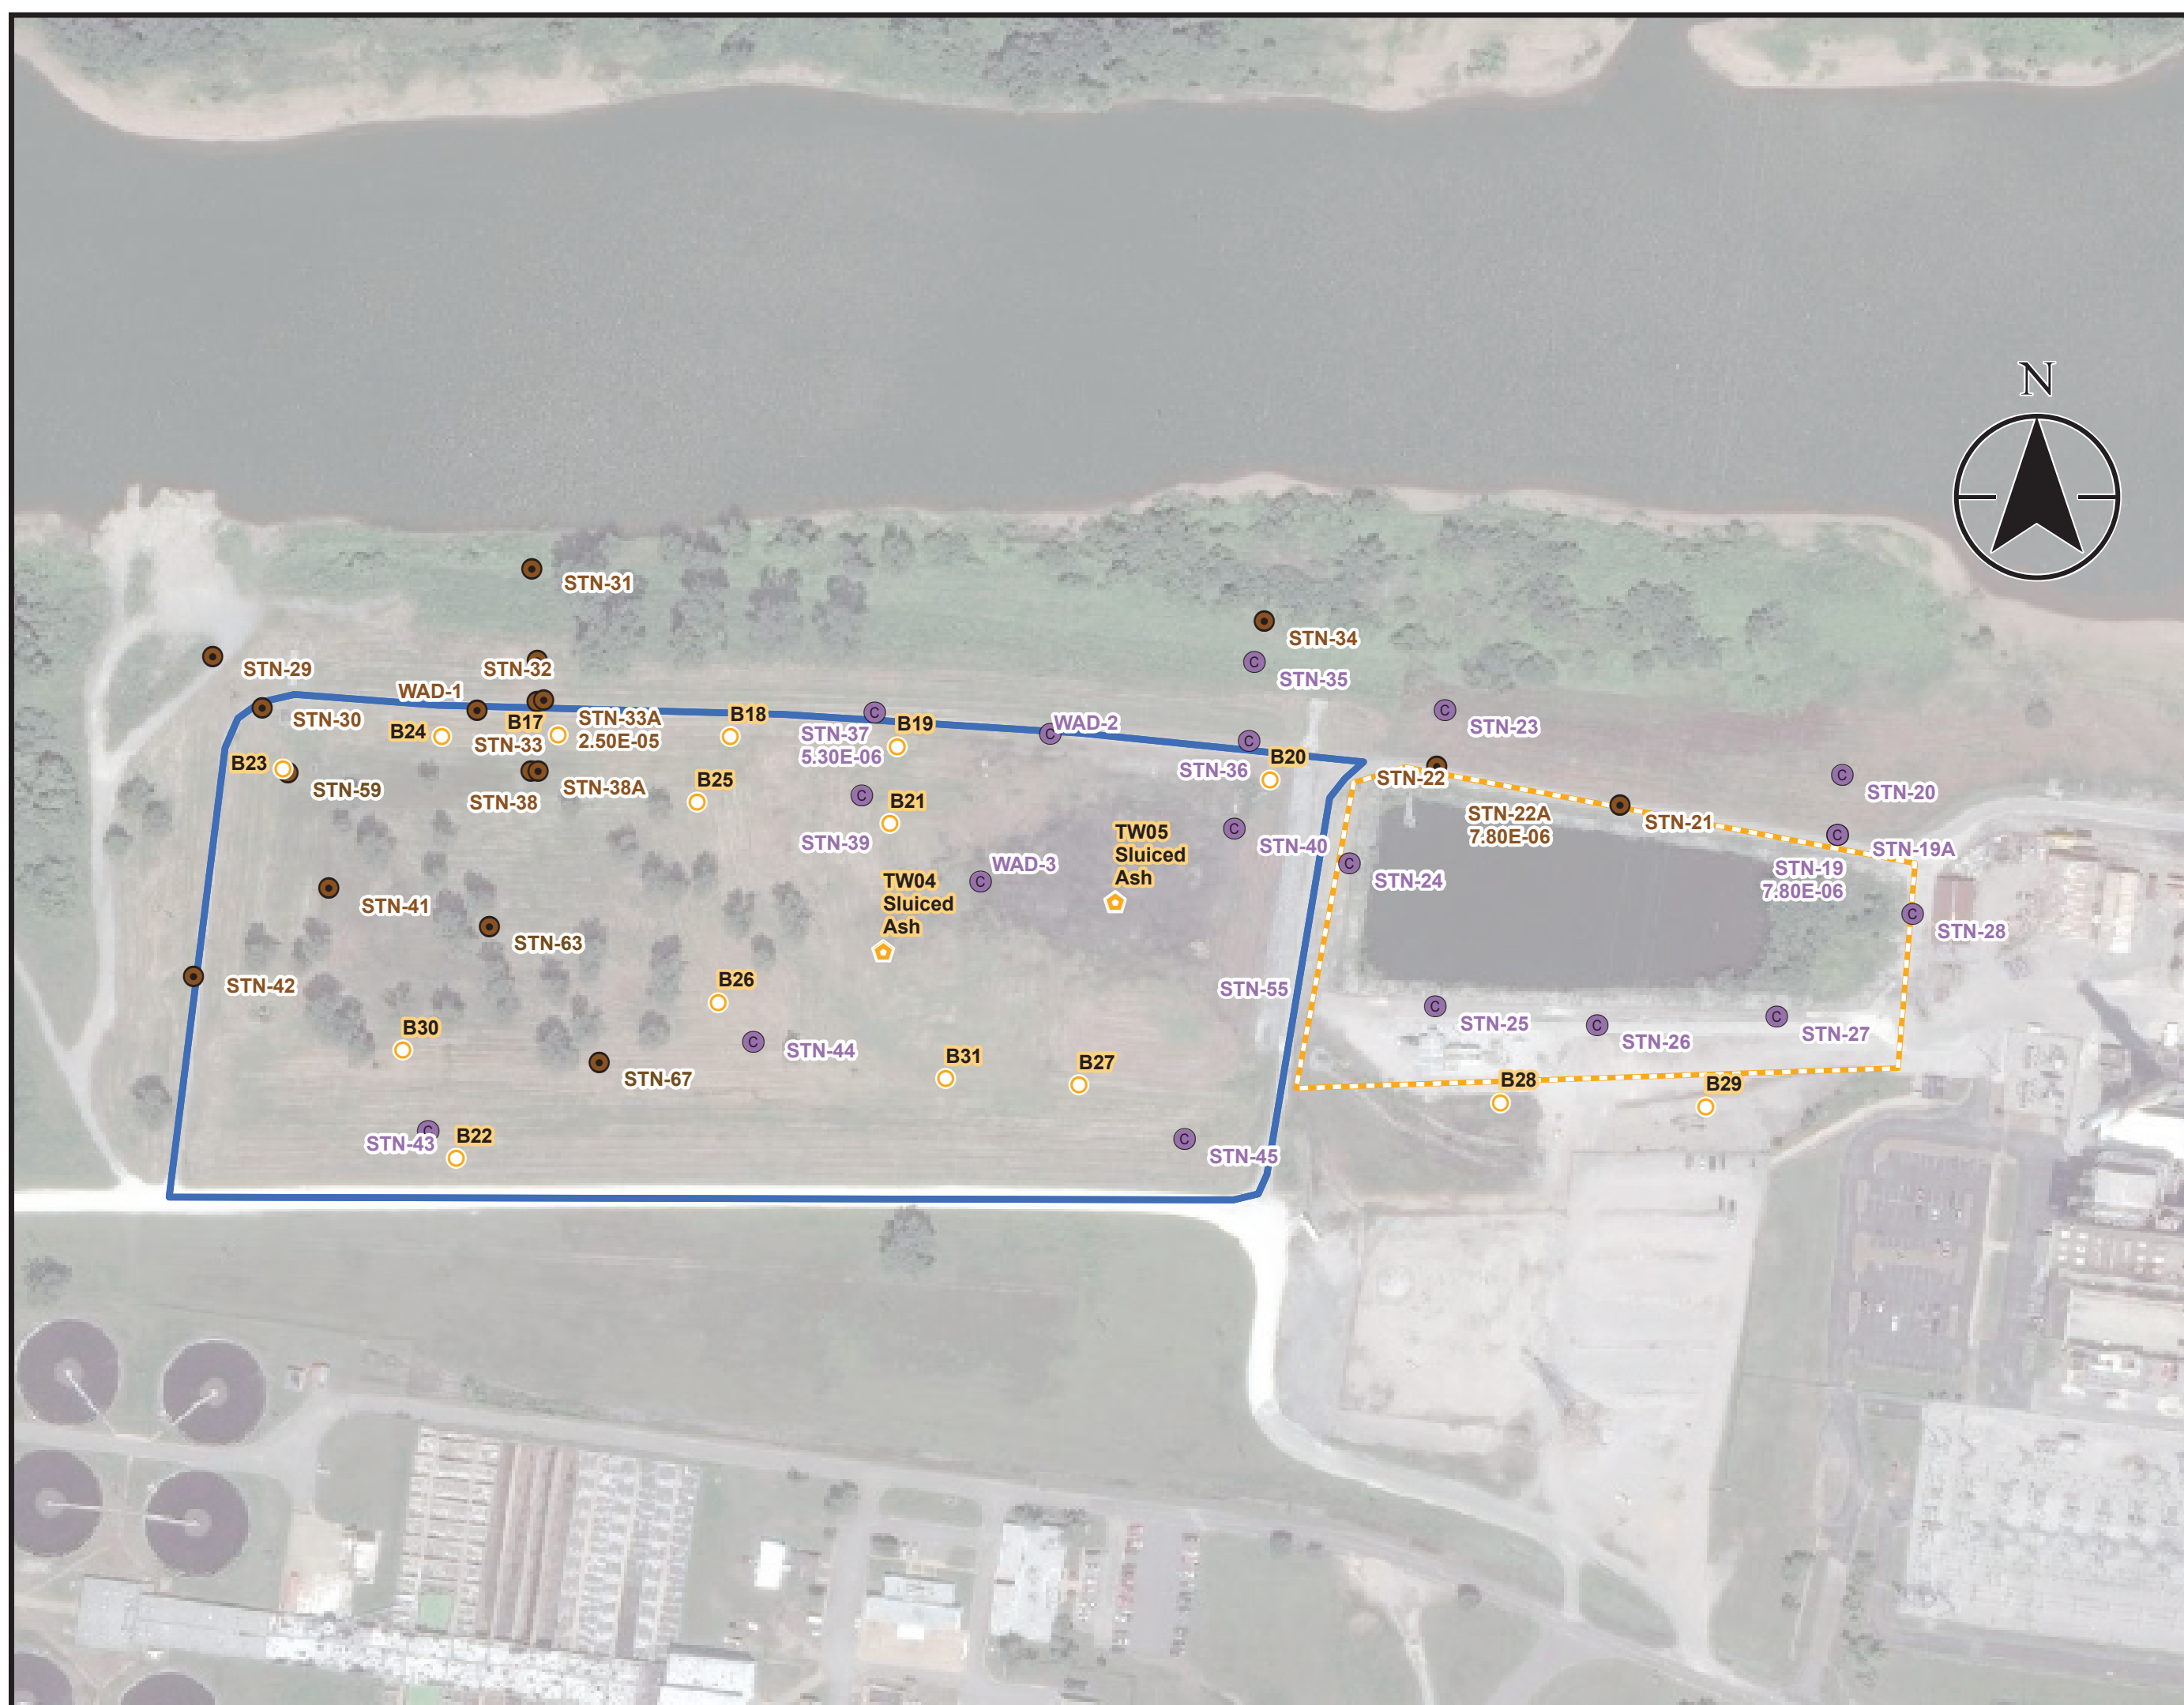 N
STN-31
STN-34
STN-29
STN-32
C
STN-35
WAD-1
STN-30
B17
STN-33A
2.50E-05
B18
C
STN-37
5.30E-06
B19
WAD-2
C
C
STN-23
B24
STN-33
C
STN-36
B20
B23
STN-59
STN-38
STN-38A
B25
C
B21
STN-39
STN-22
STN-22A
7.80E-06
STN-21
C
STN-20
C
STN-19A
STN-19
7.80E-06
TW05
Sluiced
Ash
C
STN-40
C
WAD-3
C
STN-24
TW04
Sluiced
Ash
STN-41
C
STN-28
STN-63
STN-42
B26
STN-55
C
STN-25
C
STN-26
C
STN-27
B30
C
STN-44
B31
B27
STN-67
B28
B29
C
STN-43
B22
C
STN-45